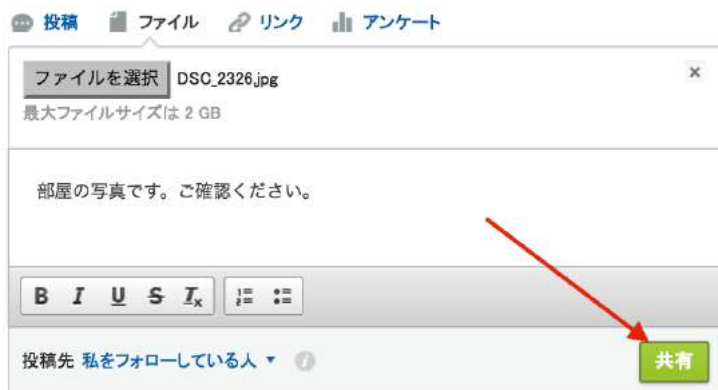 投稿 ファイル リンク アンケート
ファイルを選択 DSC_2326.jpg
最大ファイルサイズは 2 GB
部屋の写真です。ご確認ください。
B I U S Tx
投稿先 私をフォローしている人
共有